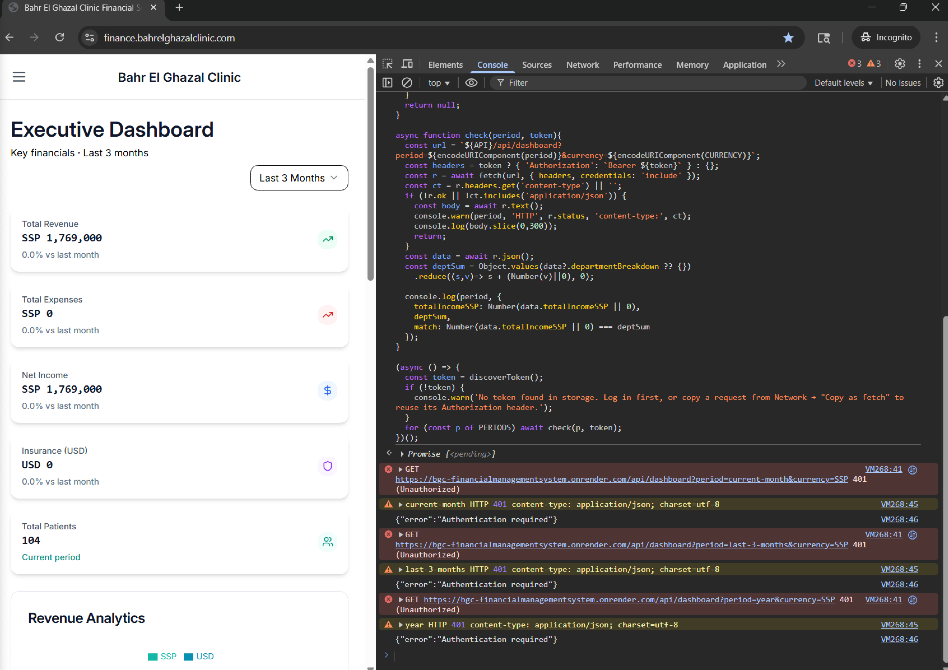 Bahr El Ghazal Clinic Financial S
finance.bahrelghazalclinic.com
Incognito
Bahr El Ghazal Clinic
Executive Dashboard
Key financials · Last 3 months
Last 3 Months
Total Revenue
SSP 1,769,000
0.0% vs last month
Total Expenses
SSP 0
0.0% vs last month
Net Income
SSP 1,769,000
0.0% vs last month
Insurance (USD)
USD 0
0.0% vs last month
Total Patients
104
Current period
Revenue Analytics
SSP USD
Elements Console Sources Network Performance Memory Application 3 3
top Filter Default levels No Issues
}
return null;
}
async function check(period, token){
const url = `${API}/api/dashboard?
period=${encodeURIComponent(period)}&currency=${encodeURIComponent(CURRENCY)}`;
const headers = token ? { 'Authorization': `Bearer ${token}` } : {};
const r = await fetch(url, { headers, credentials: 'include' });
const ct = r.headers.get('content-type') || '';
if (!r.ok || !ct.includes('application/json')) {
const body = await r.text();
console.warn(period, 'HTTP', r.status, 'content-type:', ct);
console.log(body.slice(0,300));
return;
}
const data = await r.json();
const deptSum = Object.values(data?.departmentBreakdown ?? {})
.reduce((s,v)=> s + (Number(v)||0), 0);
console.log(period, {
totalIncomeSSP: Number(data.totalIncomeSSP || 0),
deptSum,
match: Number(data.totalIncomeSSP || 0) === deptSum
});
}
(async () => {
const token = discoverToken();
if (!token) {
console.warn('No token found in storage. Log in first, or copy a request from Network → "Copy as fetch" to
reuse its Authorization header.');
}
for (const p of PERIODS) await check(p, token);
})();
Promise {<pending>}
GET VM268:41
https://bgc-financialmanagementsystem.onrender.com/api/dashboard?period=current-month&currency=SSP 401
(Unauthorized)
current-month HTTP 401 content-type: application/json; charset=utf-8 VM268:45
{"error":"Authentication required"} VM268:46
GET VM268:41
https://bgc-financialmanagementsystem.onrender.com/api/dashboard?period=last-3-months&currency=SSP 401
(Unauthorized)
last-3-months HTTP 401 content-type: application/json; charset=utf-8 VM268:45
{"error":"Authentication required"} VM268:46
GET https://bgc-financialmanagementsystem.onrender.com/api/dashboard?period=year&currency=SSP 401 VM268:41
(Unauthorized)
year HTTP 401 content-type: application/json; charset=utf-8 VM268:45
{"error":"Authentication required"} VM268:46